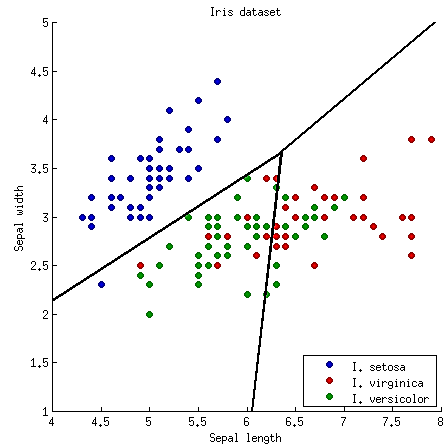 Iris dataset
5
4.5
4
3.5
3
2.5
2
1.5
1
Sepal width
4 4.5 5 5.5 6 6.5 7 7.5 8
Sepal length
I. setosa
I. virginica
I. versicolor